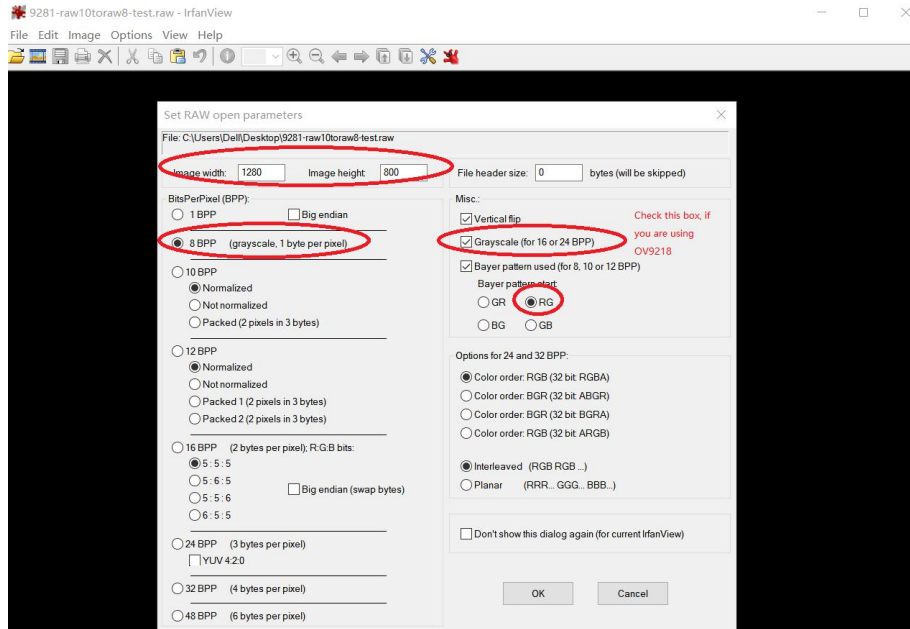 9281-raw10toraw8-test.raw - IrfanView
File Edit Image Options View Help
Set RAW open parameters
File: C:\Users\Dell\Desktop\9281-raw10toraw8-test.raw
Image width: 1280 Image height: 800 File header size: 0 bytes (will be skipped)
BitsPerPixel (BPP):
1 BPP Big endian
8 BPP (grayscale, 1 byte per pixel)
10 BPP
Normalized
Not normalized
Packed (2 pixels in 3 bytes)
12 BPP
Normalized
Not normalized
Packed 1 (2 pixels in 3 bytes)
Packed 2 (2 pixels in 3 bytes)
16 BPP (2 bytes per pixel); R:G:B bits:
5 : 5 : 5
5 : 6 : 5
5 : 5 : 6
6 : 5 : 5
Big endian (swap bytes)
24 BPP (3 bytes per pixel)
YUV 4:2:0
32 BPP (4 bytes per pixel)
48 BPP (6 bytes per pixel)
Misc.:
Vertical flip
Grayscale (for 16 or 24 BPP)
Bayer pattern used (for 8, 10 or 12 BPP)
Bayer pattern start:
GR RG
BG GB
Check this box, if
you are using
OV9218
Options for 24 and 32 BPP:
Color order: RGB (32 bit: RGBA)
Color order: BGR (32 bit: ABGR)
Color order: BGR (32 bit: BGRA)
Color order: RGB (32 bit: ARGB)
Interleaved (RGB RGB ...)
Planar (RRR... GGG... BBB...)
Don't show this dialog again (for current IrfanView)
OK Cancel